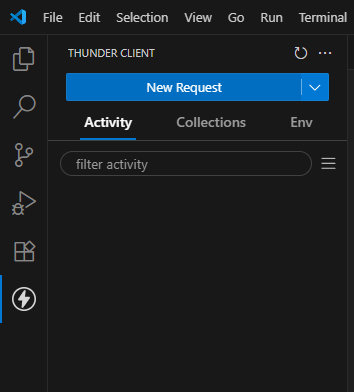 File Edit Selection View Go Run Terminal
THUNDER CLIENT
New Request
Activity Collections Env
filter activity